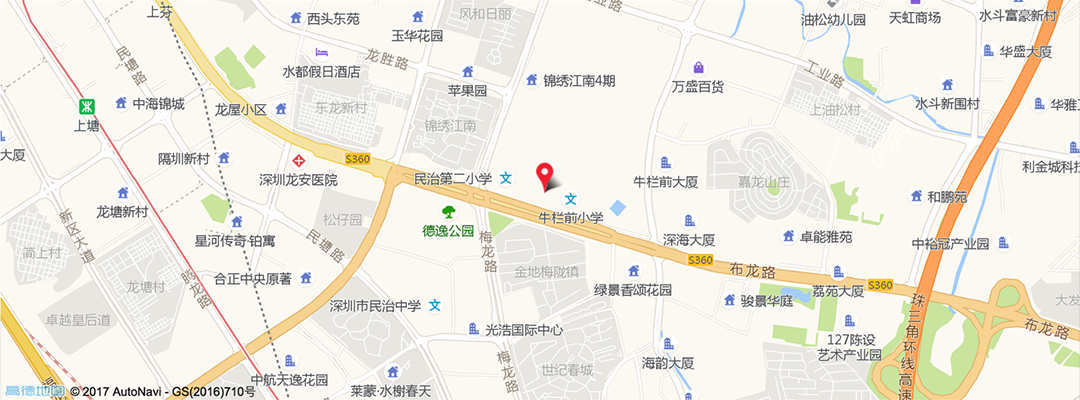 上芬
西头东苑
玉华花园
风和日丽
油松幼儿园
天虹商场
水斗富豪新村
民塘路
水都假日酒店
龙胜路
苹果园
锦绣江南4期
万盛百货
工业路
华盛大厦
中海锦城
上塘
龙屋小区
东龙新村
锦绣江南
上油松村
水斗新围村
华雅工
大厦
隔圳新村
S360
深圳龙安医院
民治第二小学
牛栏前大厦
嘉龙山庄
利金城科技
和鹏苑
龙塘新村
新区大道
松仔园
德逸公园
牛栏前小学
深海大厦
卓能雅苑
中裕冠产业园
简上村
星河传奇·铂寓
民塘路
梅龙路
金地梅陇镇
S360
布龙路
腾龙路
龙塘村
合正中央原著
绿景香颂花园
荔苑大厦
S360
骏景华庭
珠三角环线高速
卓越皇后道
深圳市民治中学
光浩国际中心
127陈设
艺术产业园
大发
布龙路
海韵大厦
梅龙路
中航天逸花园
莱蒙·水榭春天
世纪春城
高德地图
© 2017 AutoNavi - GS(2016)710号